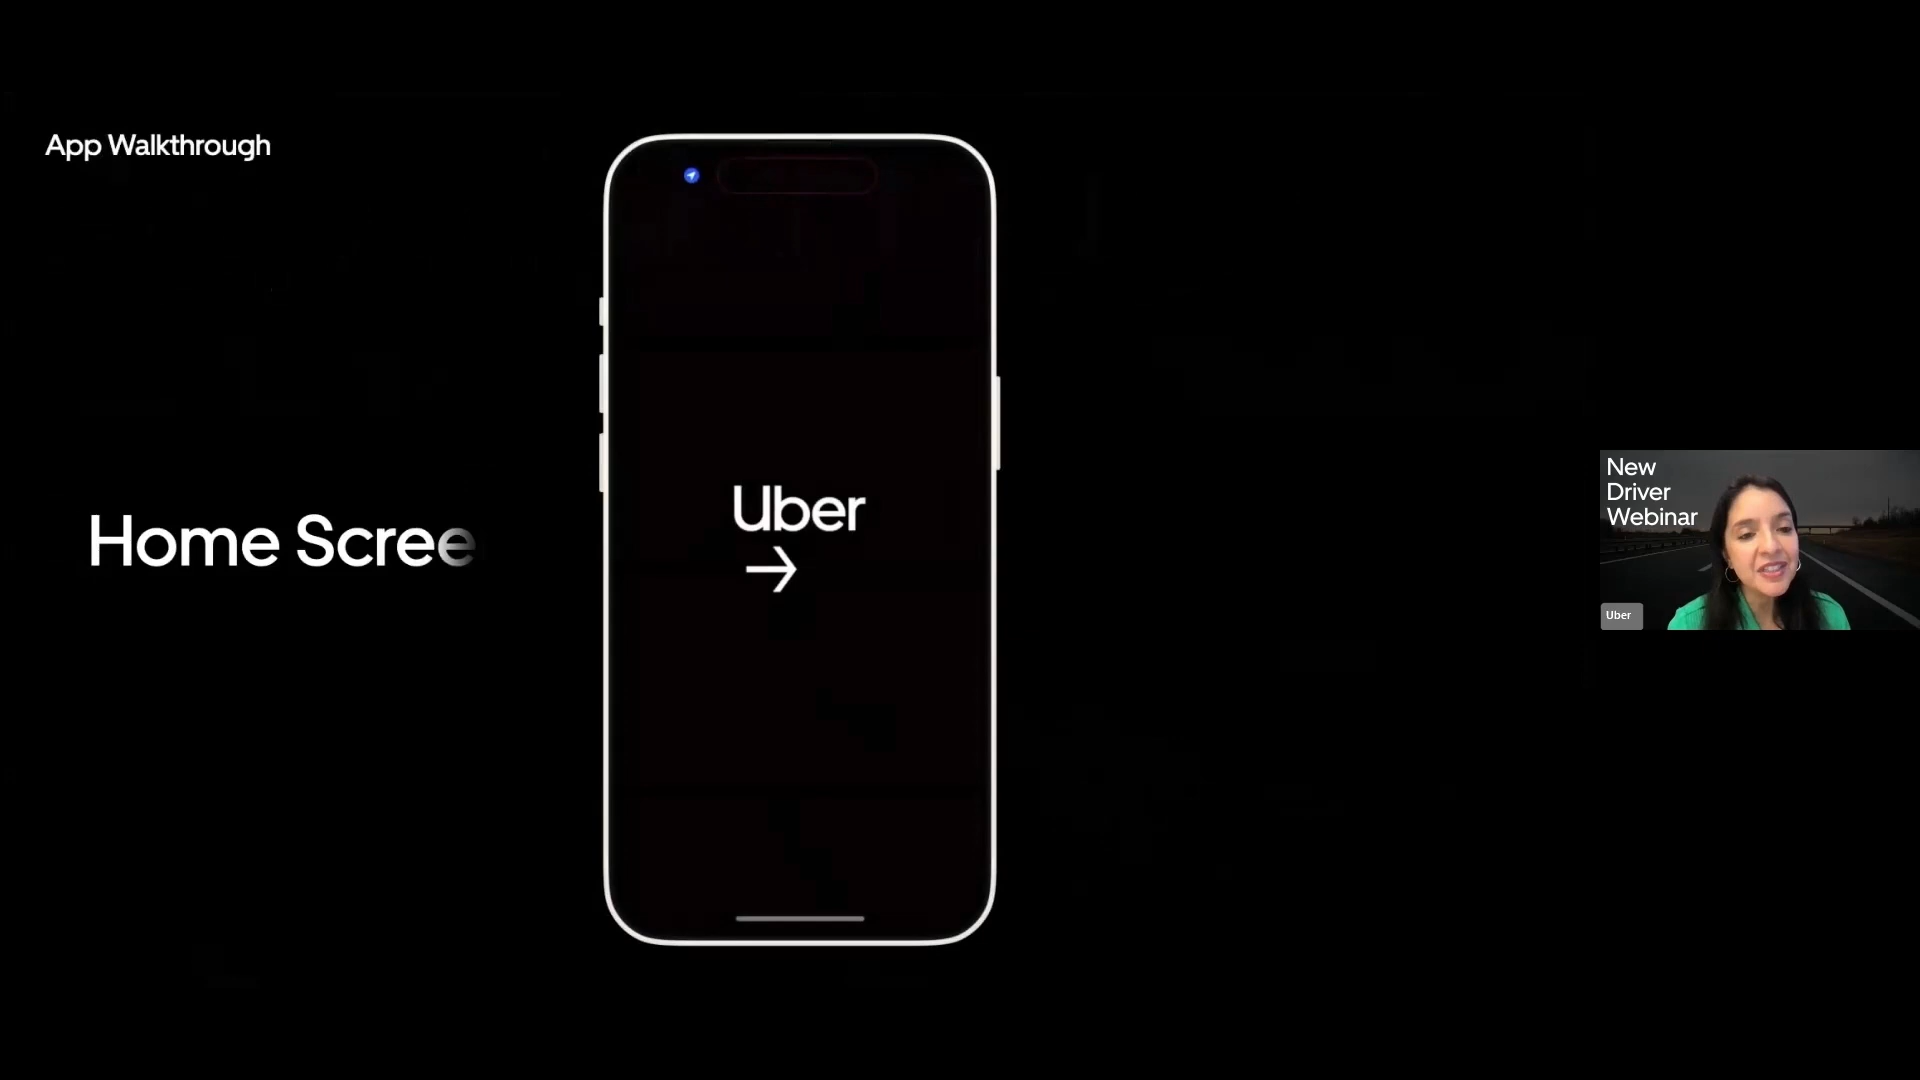 App Walkthrough
Home Scree
Uber
New
Driver
Webinar
Uber